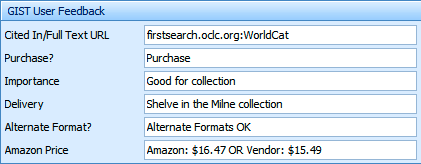 GIST User Feedback
Cited In/Full Text URL firstsearch.oclc.org:WorldCat
Purchase? Purchase
Importance Good for collection
Delivery Shelve in the Milne collection
Alternate Format? Alternate Formats OK
Amazon Price Amazon: $16.47 OR Vendor: $15.49